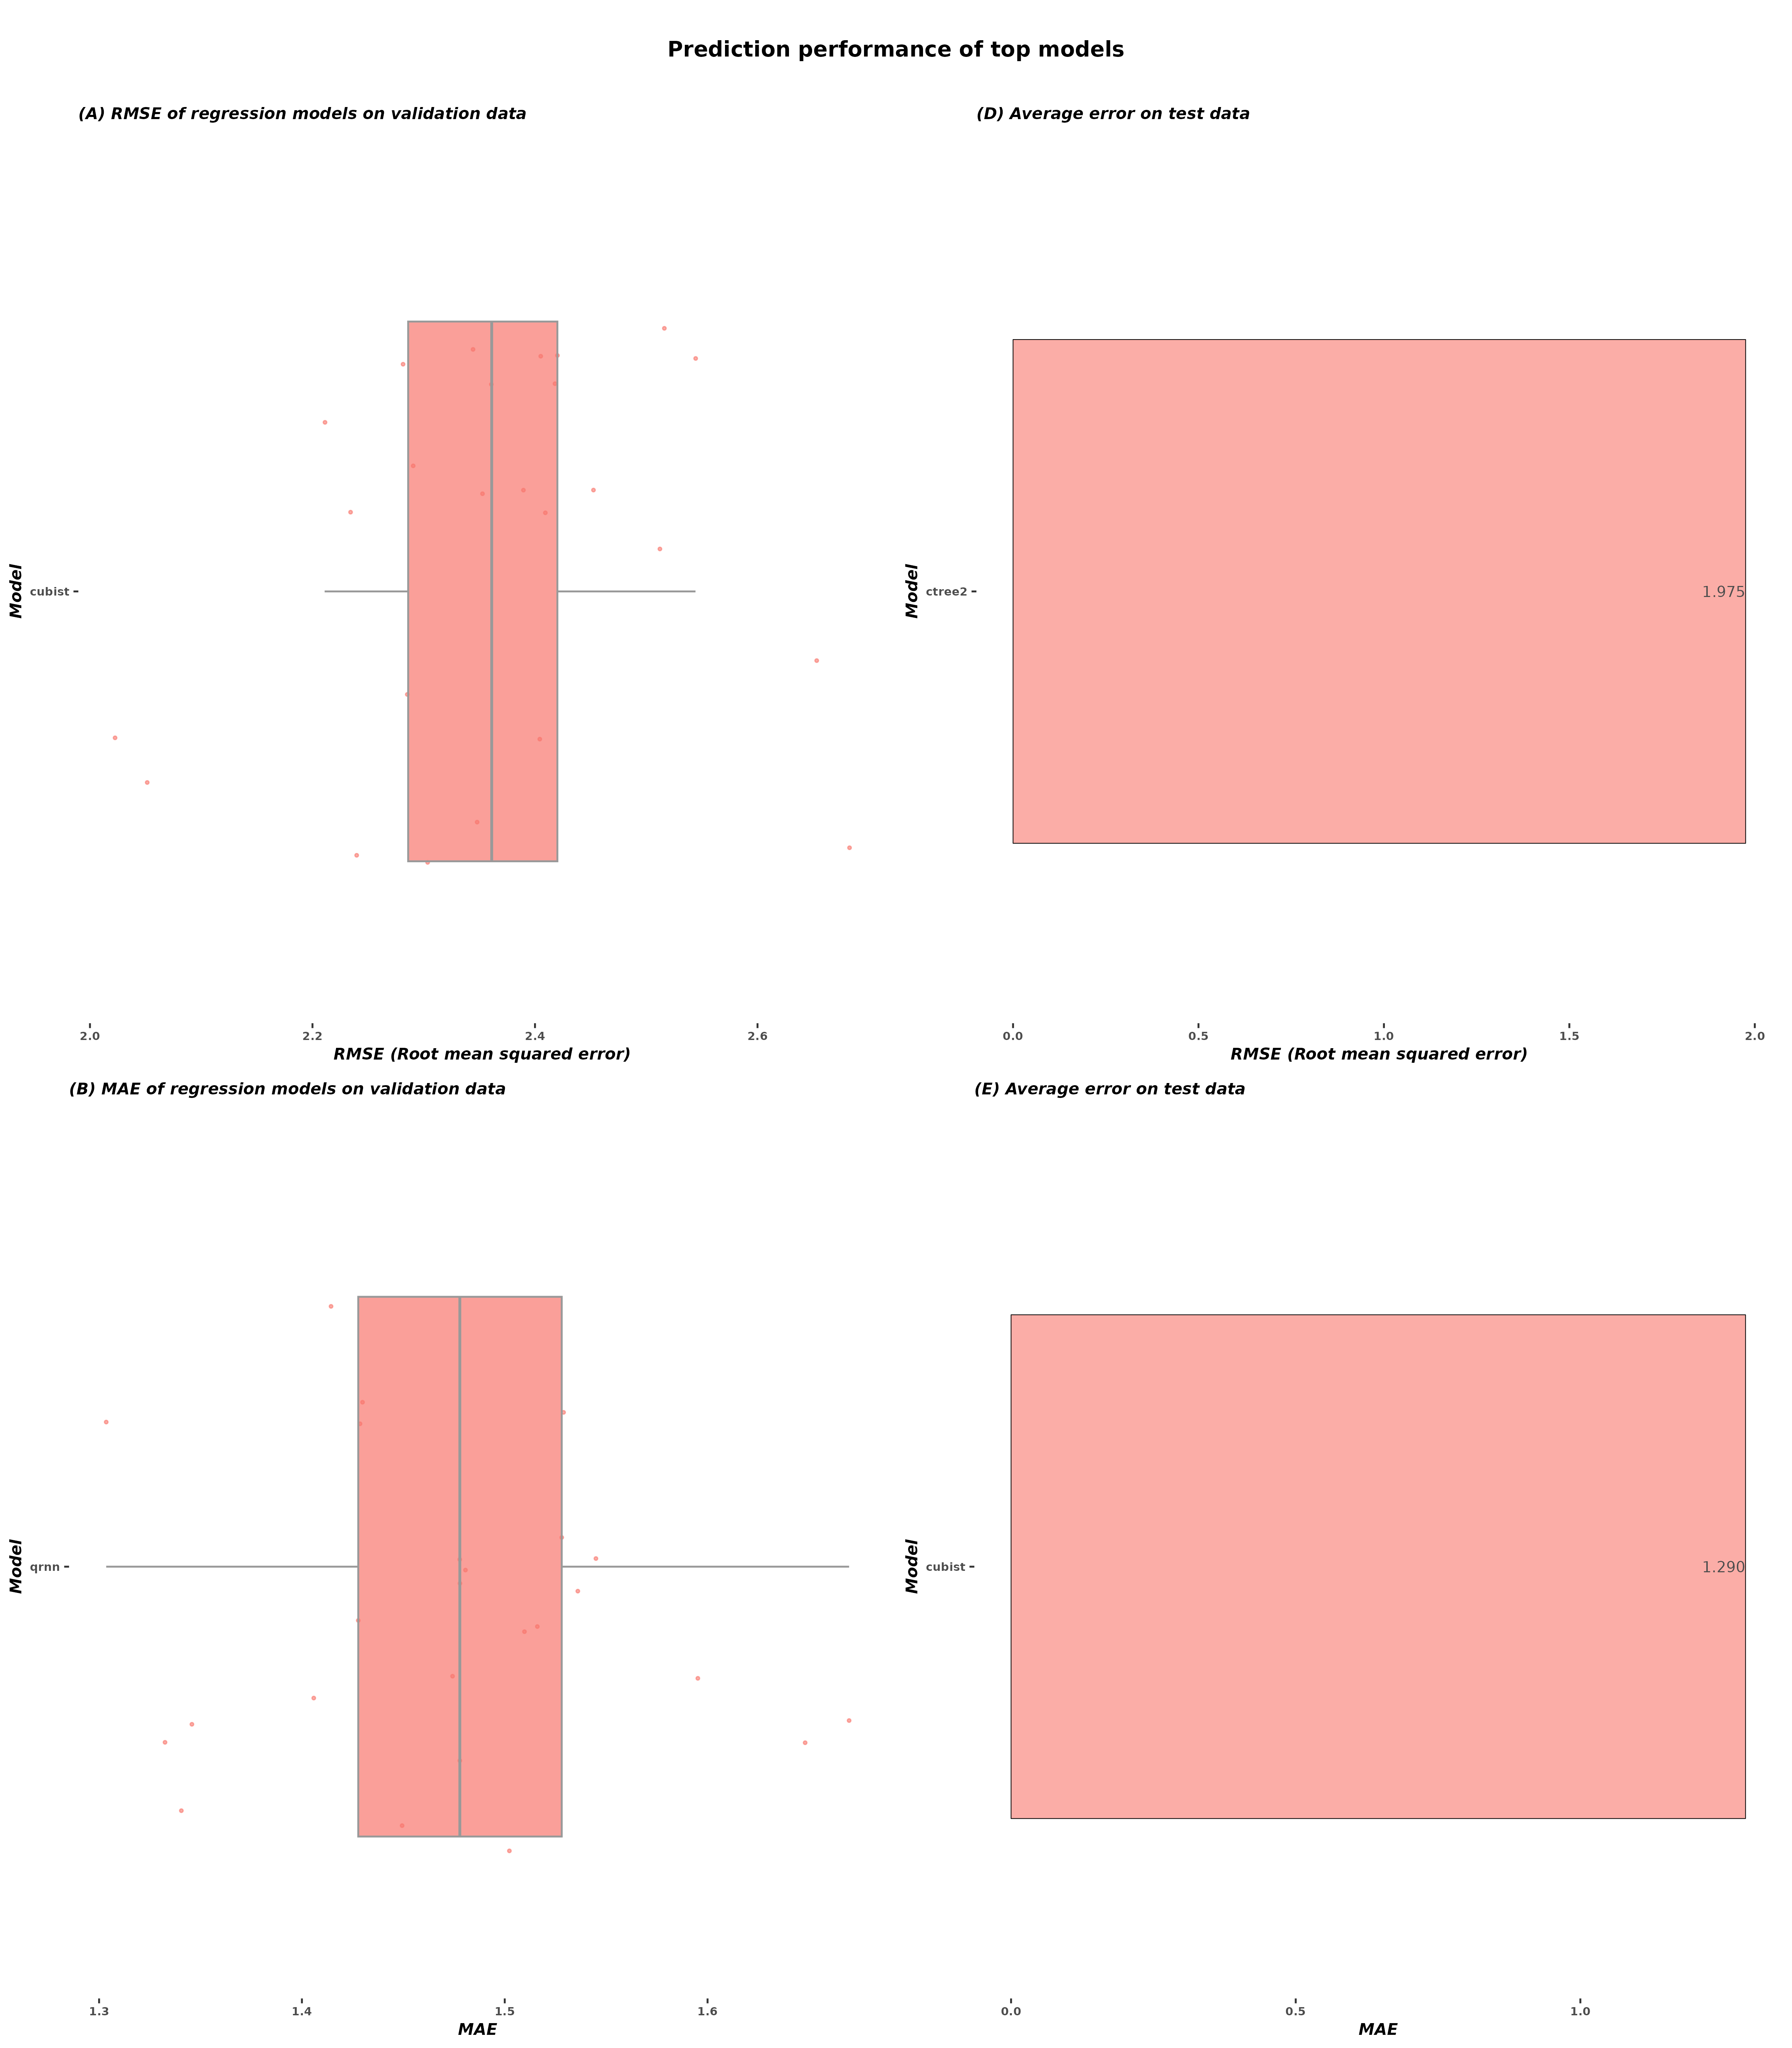 Prediction performance of top models
(A) RMSE of regression models on validation data
Model
cubist
2.0 2.2 2.4 2.6
RMSE (Root mean squared error)
(D) Average error on test data
Model
ctree2
1.975
0.0 0.5 1.0 1.5 2.0
RMSE (Root mean squared error)
(B) MAE of regression models on validation data
Model
qrnn
1.3 1.4 1.5 1.6
MAE
(E) Average error on test data
Model
cubist
1.290
0.0 0.5 1.0
MAE